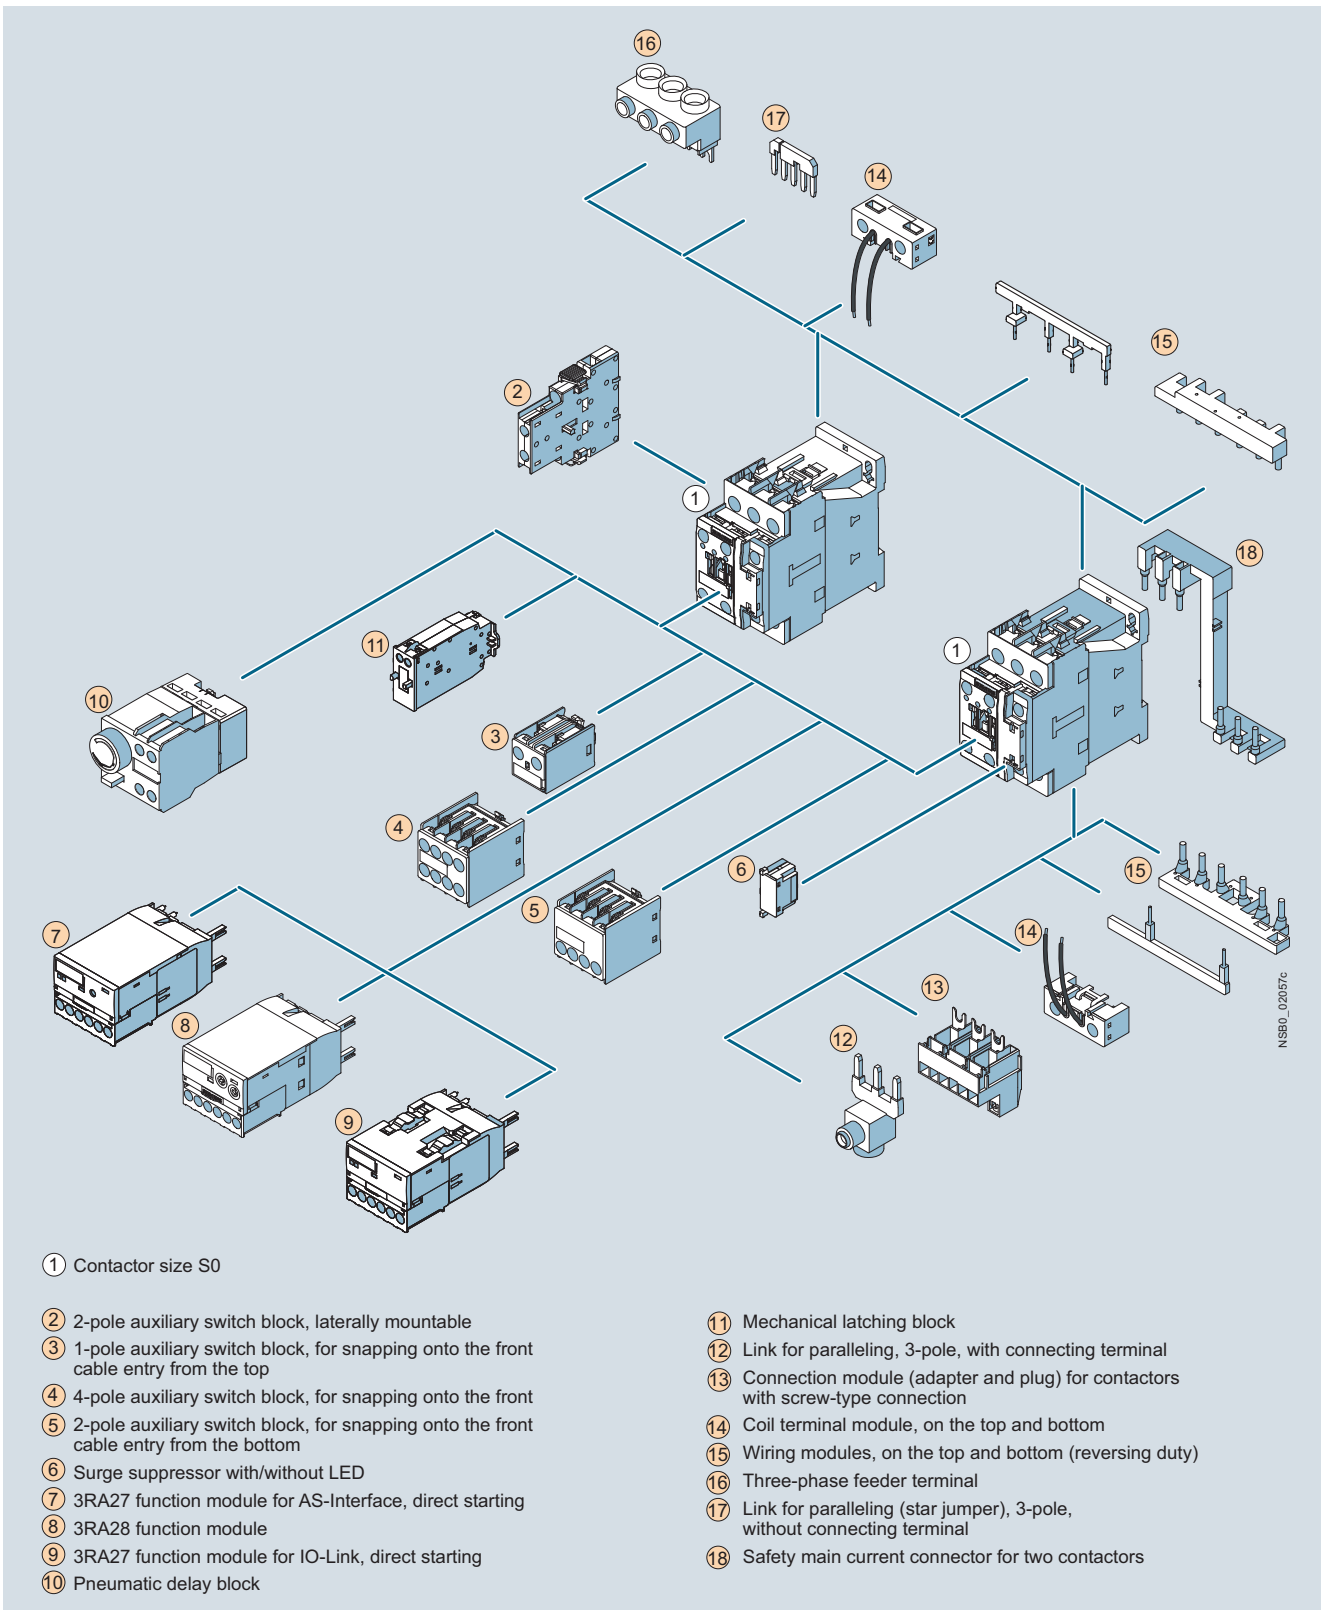 16
17
14
15
2
1
18
11
1
10
3
4
6
15
5
14
7
13
8
12
9
NSB0_02057c
1 Contactor size S0
2 2-pole auxiliary switch block, laterally mountable
3 1-pole auxiliary switch block, for snapping onto the front
cable entry from the top
4 4-pole auxiliary switch block, for snapping onto the front
5 2-pole auxiliary switch block, for snapping onto the front
cable entry from the bottom
6 Surge suppressor with/without LED
7 3RA27 function module for AS-Interface, direct starting
8 3RA28 function module
9 3RA27 function module for IO-Link, direct starting
10 Pneumatic delay block
11 Mechanical latching block
12 Link for paralleling, 3-pole, with connecting terminal
13 Connection module (adapter and plug) for contactors
with screw-type connection
14 Coil terminal module, on the top and bottom
15 Wiring modules, on the top and bottom (reversing duty)
16 Three-phase feeder terminal
17 Link for paralleling (star jumper), 3-pole,
without connecting terminal
18 Safety main current connector for two contactors